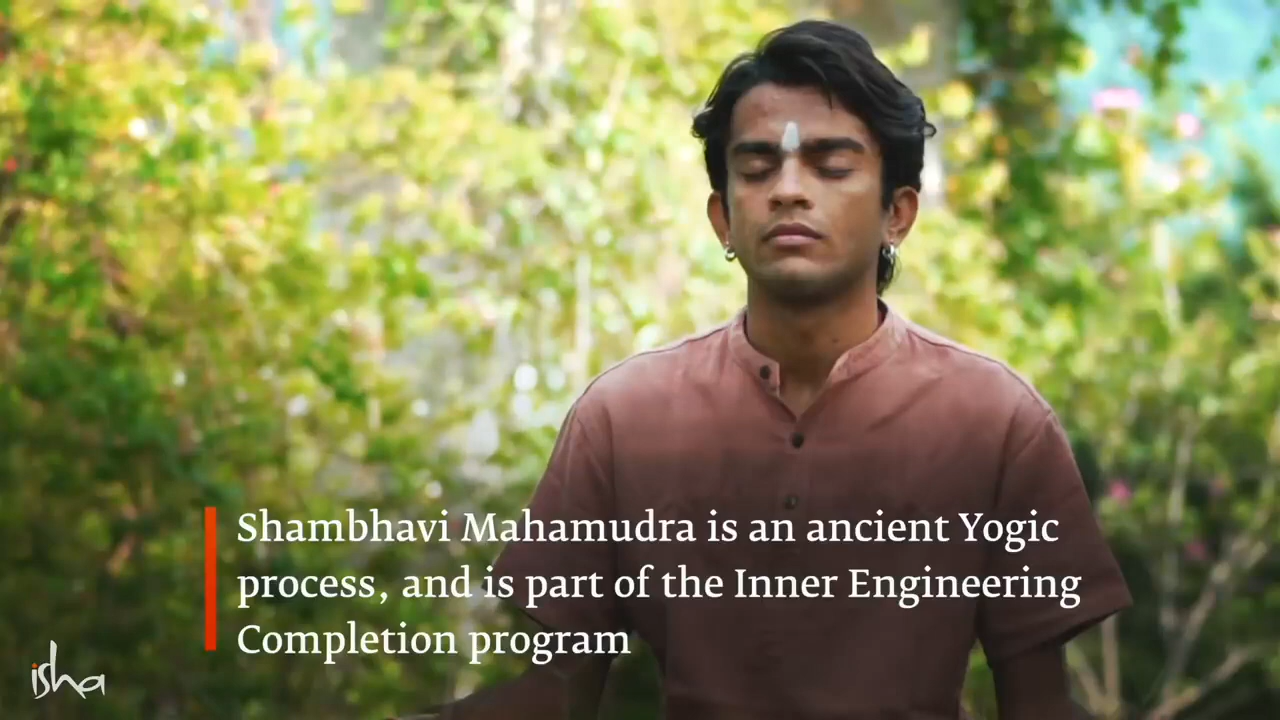 Shambhavi Mahamudra is an ancient Yogic
process, and is part of the Inner Engineering
Completion program
isha